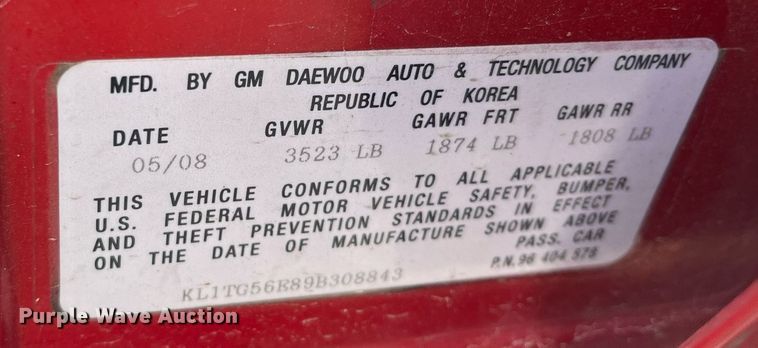 MFD. BY GM DAEWOO AUTO & TECHNOLOGY COMPANY
REPUBLIC OF KOREA
DATE GVWR GAWR FRT GAWR RR
05/08 3523 LB 1874 LB 1808 LB
THIS VEHICLE CONFORMS TO ALL APPLICABLE
U.S. FEDERAL MOTOR VEHICLE SAFETY, BUMPER,
AND THEFT PREVENTION STANDARDS IN EFFECT
ON THE DATE OF MANUFACTURE SHOWN ABOVE
PASS. CAR
P.N. 96 404 578
KL1TG56E89B308843
Purple Wave Auction